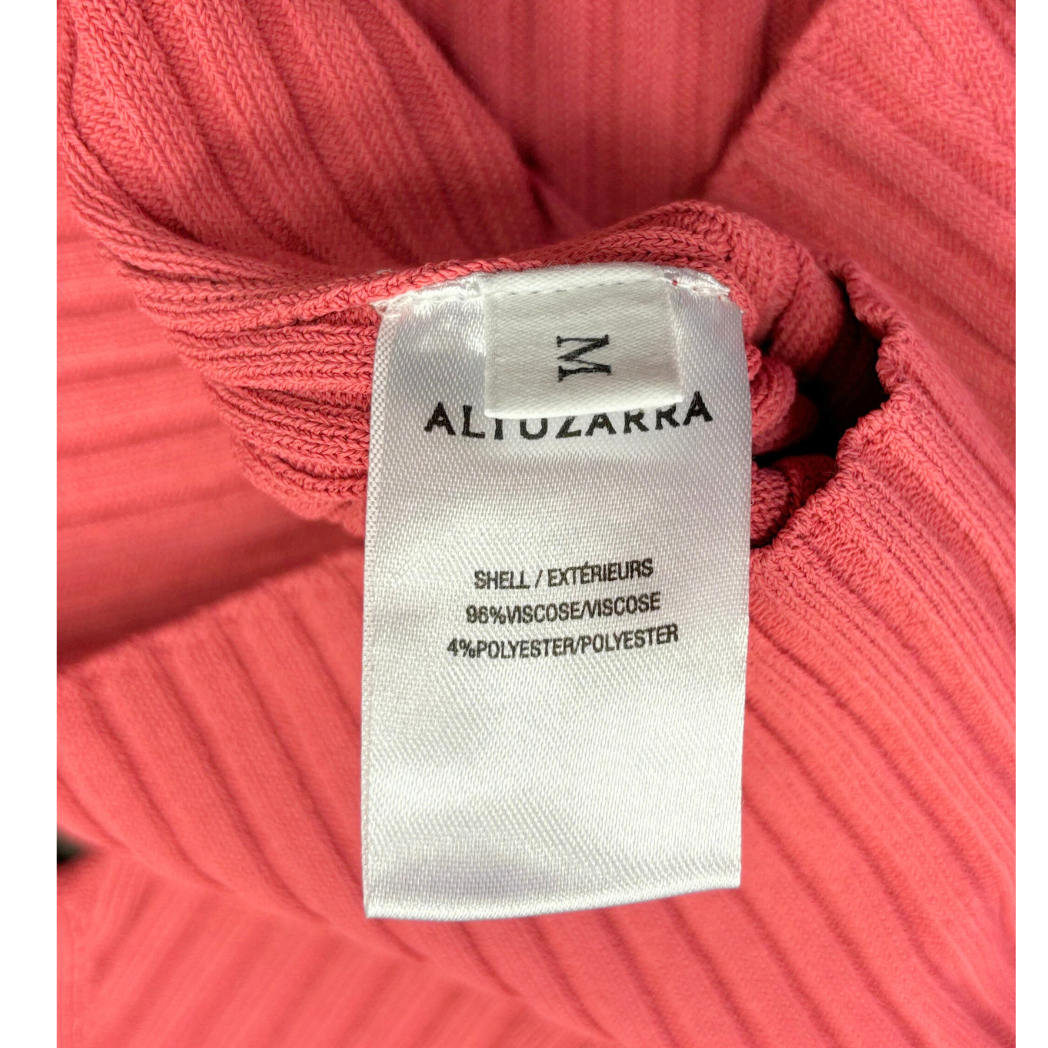 M
ALTUZARRA
SHELL / EXTÉRIEURS
96%VISCOSE/VISCOSE
4%POLYESTER/POLYESTER